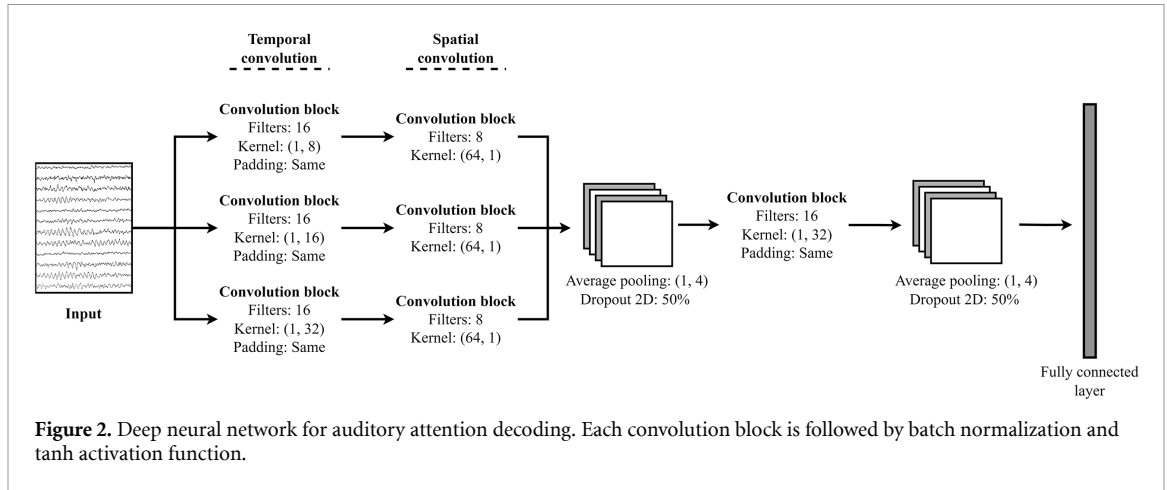 Temporal
convolution
Spatial
convolution
Convolution block
Filters: 16
Kernel: (1, 8)
Padding: Same
Convolution block
Filters: 8
Kernel: (64, 1)
Convolution block
Filters: 16
Kernel: (1, 16)
Padding: Same
Convolution block
Filters: 8
Kernel: (64, 1)
Convolution block
Filters: 16
Kernel: (1, 32)
Padding: Same
Convolution block
Filters: 8
Kernel: (64, 1)
Input
Average pooling: (1, 4)
Dropout 2D: 50%
Convolution block
Filters: 16
Kernel: (1, 32)
Padding: Same
Average pooling: (1, 4)
Dropout 2D: 50%
Fully connected
layer
Figure 2. Deep neural network for auditory attention decoding. Each convolution block is followed by batch normalization and
tanh activation function.